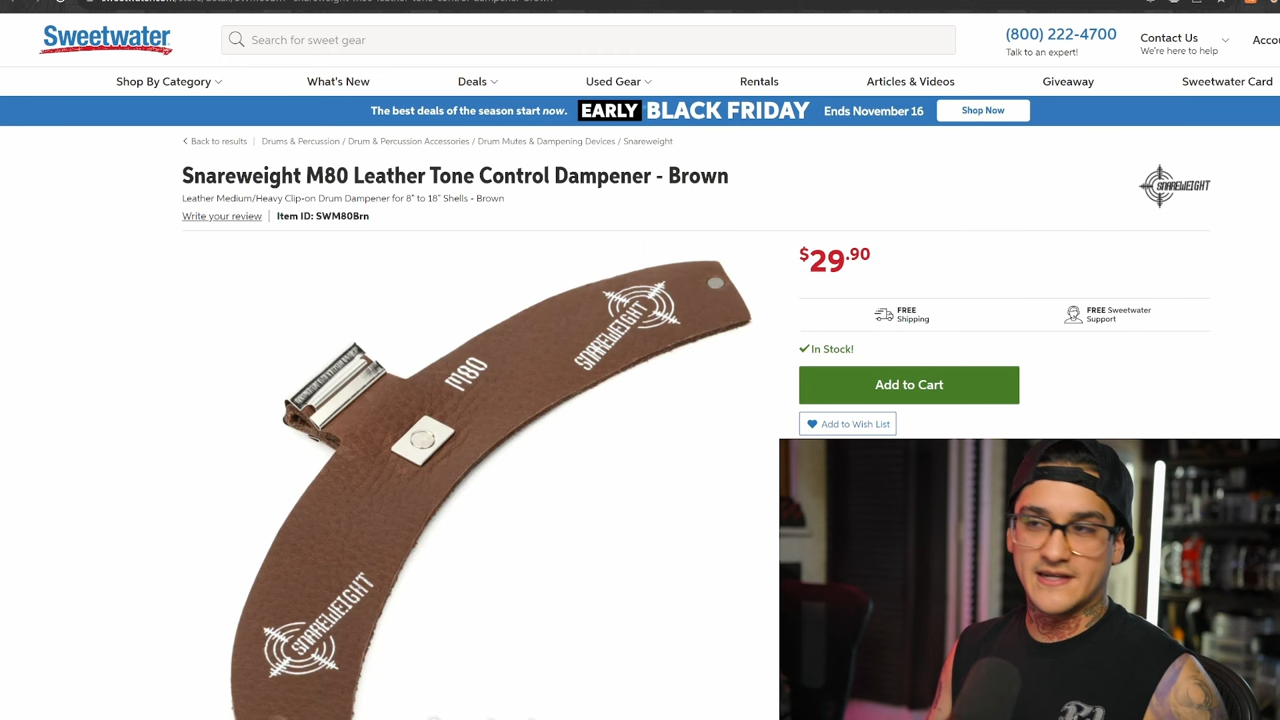 Sweetwater
Search for sweet gear
(800) 222-4700
Talk to an expert!
Contact Us
We're here to help
Shop By Category
What's New
Deals
Used Gear
Rentals
Articles & Videos
Giveaway
Sweetwater Card
The best deals of the season start now. EARLY BLACK FRIDAY Ends November 16 Shop Now
Back to results | Drums & Percussion / Drum & Percussion Accessories / Drum Mutes & Dampening Devices / Snareweight
Snareweight M80 Leather Tone Control Dampener - Brown
Leather Medium/Heavy Clip-on Drum Dampener for 8" to 18" Shells - Brown
Write your review | Item ID: SWM80Brn
SNAREWEIGHT
$29.90
FREE Shipping
FREE Sweetwater Support
In Stock!
Add to Cart
Add to Wish List
SNAREWEIGHT
M80
SNAREWEIGHT